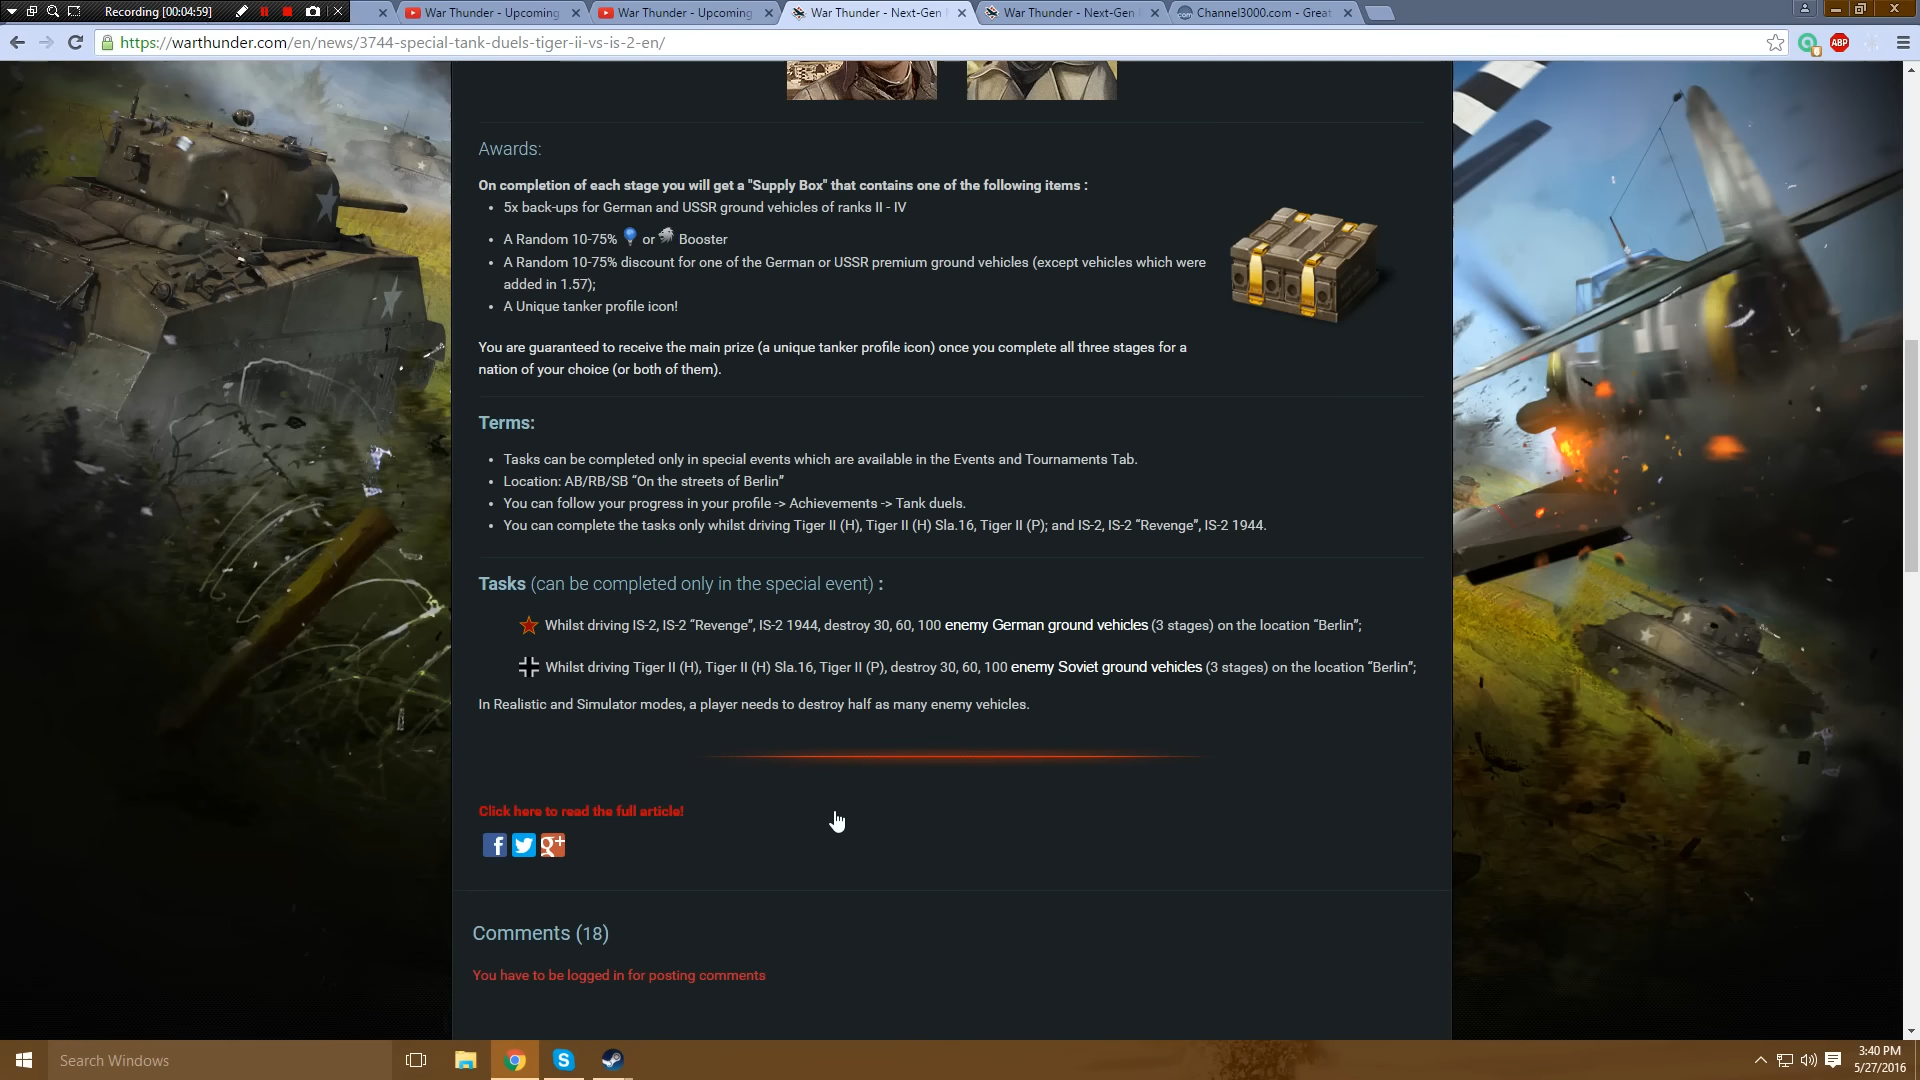 Recording [00:04:59]
War Thunder - Upcoming
War Thunder - Upcoming
War Thunder - Next-Gen
War Thunder - Next-Gen
Channel3000.com - Great
https://warthunder.com/en/news/3744-special-tank-duels-tiger-ii-vs-is-2-en/
ABP
Awards:
On completion of each stage you will get a "Supply Box" that contains one of the following items :
5x back-ups for German and USSR ground vehicles of ranks II - IV
A Random 10-75% or Booster
A Random 10-75% discount for one of the German or USSR premium ground vehicles (except vehicles which were
added in 1.57);
A Unique tanker profile icon!
You are guaranteed to receive the main prize (a unique tanker profile icon) once you complete all three stages for a
nation of your choice (or both of them).
Terms:
Tasks can be completed only in special events which are available in the Events and Tournaments Tab.
Location: AB/RB/SB “On the streets of Berlin”
You can follow your progress in your profile -> Achievements -> Tank duels.
You can complete the tasks only whilst driving Tiger II (H), Tiger II (H) Sla.16, Tiger II (P); and IS-2, IS-2 “Revenge”, IS-2 1944.
Tasks (can be completed only in the special event) :
Whilst driving IS-2, IS-2 “Revenge”, IS-2 1944, destroy 30, 60, 100 enemy German ground vehicles (3 stages) on the location “Berlin”;
Whilst driving Tiger II (H), Tiger II (H) Sla.16, Tiger II (P), destroy 30, 60, 100 enemy Soviet ground vehicles (3 stages) on the location “Berlin”;
In Realistic and Simulator modes, a player needs to destroy half as many enemy vehicles.
Click here to read the full article!
f g+
Comments (18)
You have to be logged in for posting comments
Search Windows
S
3:40 PM
5/27/2016